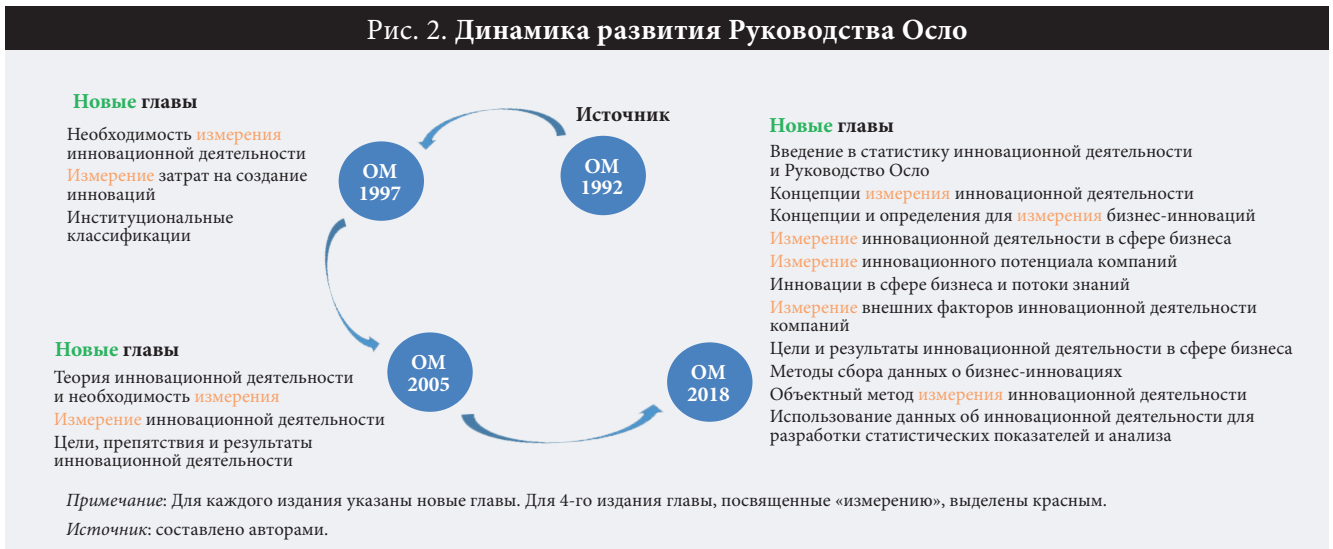 Рис. 2. Динамика развития Руководства Осло
Новые главы
Необходимость измерения
инновационной деятельности
Измерение затрат на создание
инноваций
Институциональные
классификации
ОМ
1997
Источник
ОМ
1992
Новые главы
Теория инновационной деятельности
и необходимость измерения
Измерение инновационной деятельности
Цели, препятствия и результаты
инновационной деятельности
ОМ
2005
ОМ
2018
Новые главы
Введение в статистику инновационной деятельности
и Руководство Осло
Концепции измерения инновационной деятельности
Концепции и определения для измерения бизнес-инноваций
Измерение инновационной деятельности в сфере бизнеса
Измерение инновационного потенциала компаний
Инновации в сфере бизнеса и потоки знаний
Измерение внешних факторов инновационной деятельности
компаний
Цели и результаты инновационной деятельности в сфере бизнеса
Методы сбора данных о бизнес-инновациях
Объектный метод измерения инновационной деятельности
Использование данных об инновационной деятельности для
разработки статистических показателей и анализа
Примечание: Для каждого издания указаны новые главы. Для 4-го издания главы, посвященные «измерению», выделены красным.
Источник: составлено авторами.